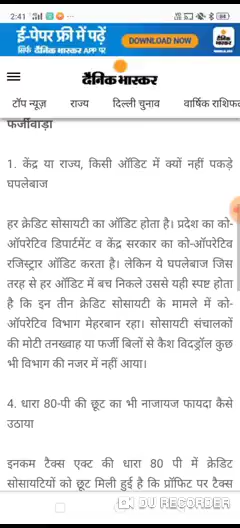 2:41
ई-पेपर फ्री में पढ़ें
सिर्फ दैनिक भास्कर APP पर
DOWNLOAD NOW
दैनिक भास्कर
टॉप न्यूज़ राज्य दिल्ली चुनाव वार्षिक राशिफल
फर्जीवाड़ा
1. केंद्र या राज्य, किसी ऑडिट में क्यों नहीं पकड़े
घपलेबाज
हर क्रेडिट सोसायटी का ऑडिट होता है। प्रदेश का को-
ऑपरेटिव डिपार्टमेंट व केंद्र सरकार का को-ऑपरेटिव
रजिस्ट्रार ऑडिट करता है। लेकिन ये घपलेबाज जिस
तरह से हर ऑडिट में बच निकले उससे यही स्पष्ट होता
है कि इन तीन क्रेडिट सोसायटी के मामले में को-
ऑपरेटिव विभाग मेहरबान रहा। सोसायटी संचालकों
की मोटी तनख्वाह या फर्जी बिलों से कैश विदड्रॉल कुछ
भी विभाग की नजर में नहीं आया।
4. धारा 80-पी की छूट का भी नाजायज फायदा कैसे
उठाया
इनकम टैक्स एक्ट की धारा 80 पी में क्रेडिट
सोसायटियों को छूट मिली हुई है कि प्रॉफिट पर टैक्स
DU RECORDER